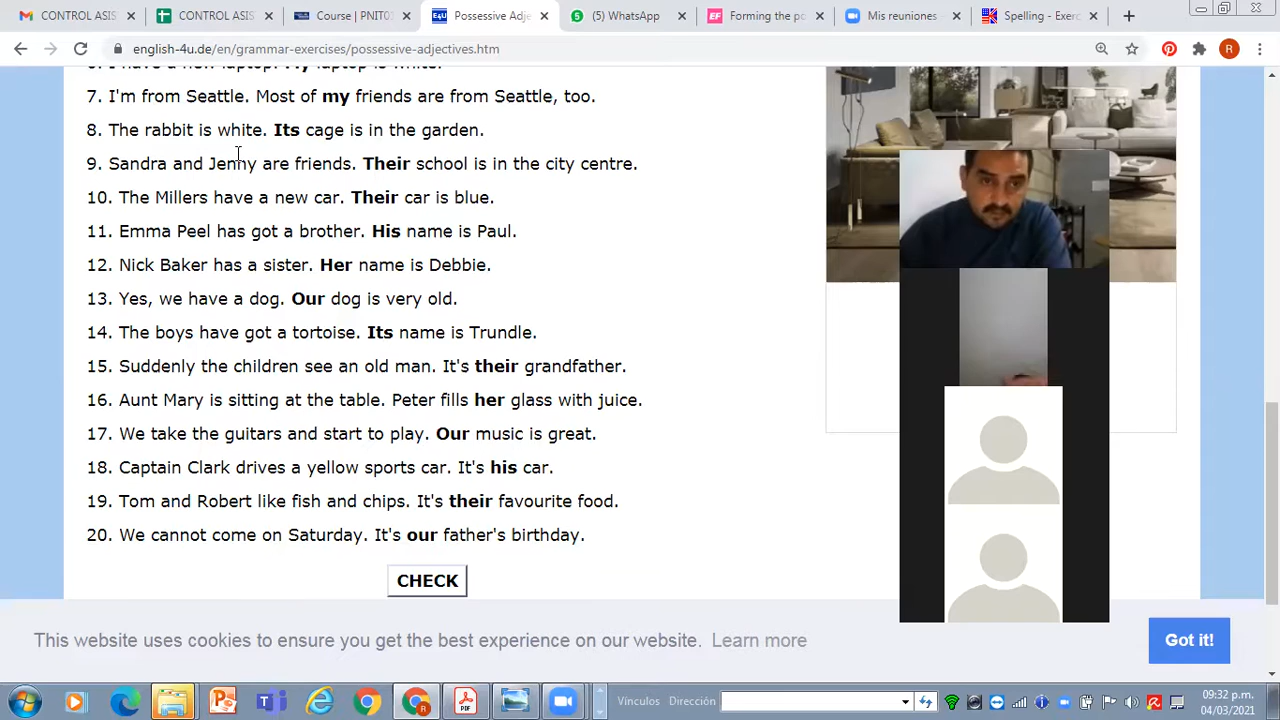 CONTROL ASIS
CONTROL ASIS
Course | PNITO
Possessive Adje
(5) WhatsApp
Forming the po
Mis reuniones
Spelling - Exerc
english-4u.de/en/grammar-exercises/possessive-adjectives.htm
6. I have a new laptop. My laptop is white.
7. I'm from Seattle. Most of my friends are from Seattle, too.
8. The rabbit is white. Its cage is in the garden.
9. Sandra and Jenny are friends. Their school is in the city centre.
10. The Millers have a new car. Their car is blue.
11. Emma Peel has got a brother. His name is Paul.
12. Nick Baker has a sister. Her name is Debbie.
13. Yes, we have a dog. Our dog is very old.
14. The boys have got a tortoise. Its name is Trundle.
15. Suddenly the children see an old man. It's their grandfather.
16. Aunt Mary is sitting at the table. Peter fills her glass with juice.
17. We take the guitars and start to play. Our music is great.
18. Captain Clark drives a yellow sports car. It's his car.
19. Tom and Robert like fish and chips. It's their favourite food.
20. We cannot come on Saturday. It's our father's birthday.
CHECK
This website uses cookies to ensure you get the best experience on our website. Learn more
Got it!
Vínculos Dirección
09:32 p.m.
04/03/2021